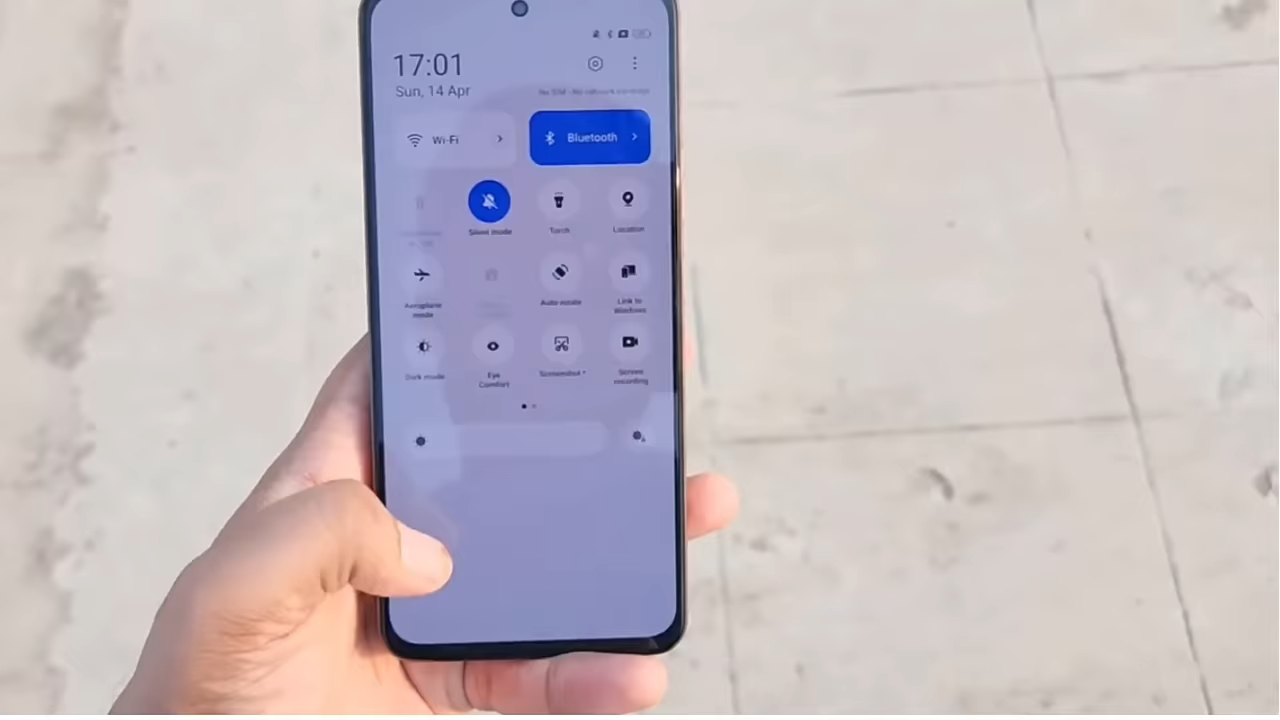 17:01
Sun, 14 Apr
Wi-Fi
Bluetooth
Silent mode
Torch
Location
Aeroplane
mode
Auto-rotate
Link to
Windows
Dark mode
Eye
Comfort
Screenshot
Screen
recording